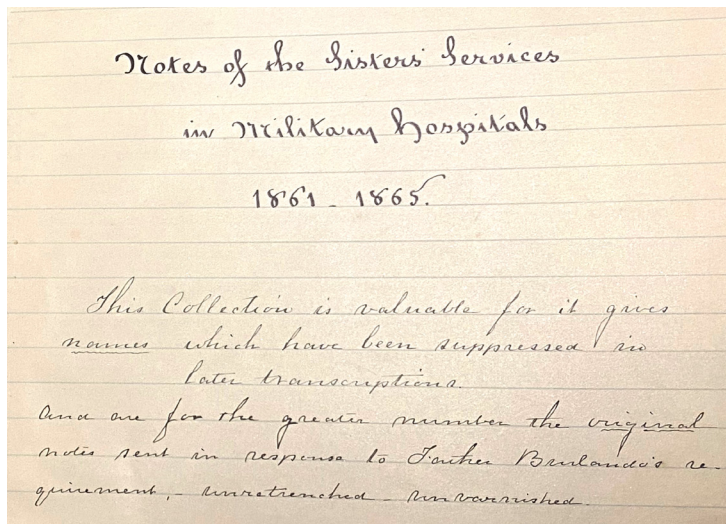 Notes of the Sisters' Services
in Military Hospitals
1861 - 1865.
This Collection is valuable for it gives
names which have been suppressed in
later transcriptions.
And are for the greater number the original
notes sent in response to Father Burlando's re-
quirement, - unretrenched - unvarnished.